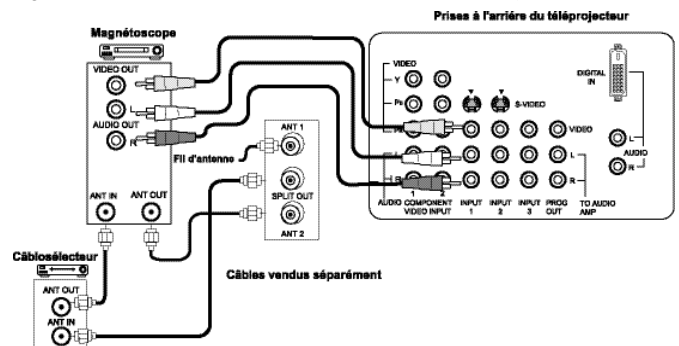 Prises à l'arrière du téléprojecteur
Magnétoscope
VIDEO OUT
L
AUDIO OUT
R
ANT IN
ANT OUT
Fil d'antenne
ANT 1
SPLIT OUT
ANT 2
Câblosélecteur
ANT OUT
ANT IN
Câbles vendus séparément
VIDEO
Y
PB
PR
L
R
S-VIDEO
VIDEO
L
R
DIGITAL
IN
L
AUDIO
R
AUDIO
1
2
COMPONENT
VIDEO INPUT
INPUT
1
INPUT
2
INPUT
3
PROG
OUT
TO AUDIO
AMP